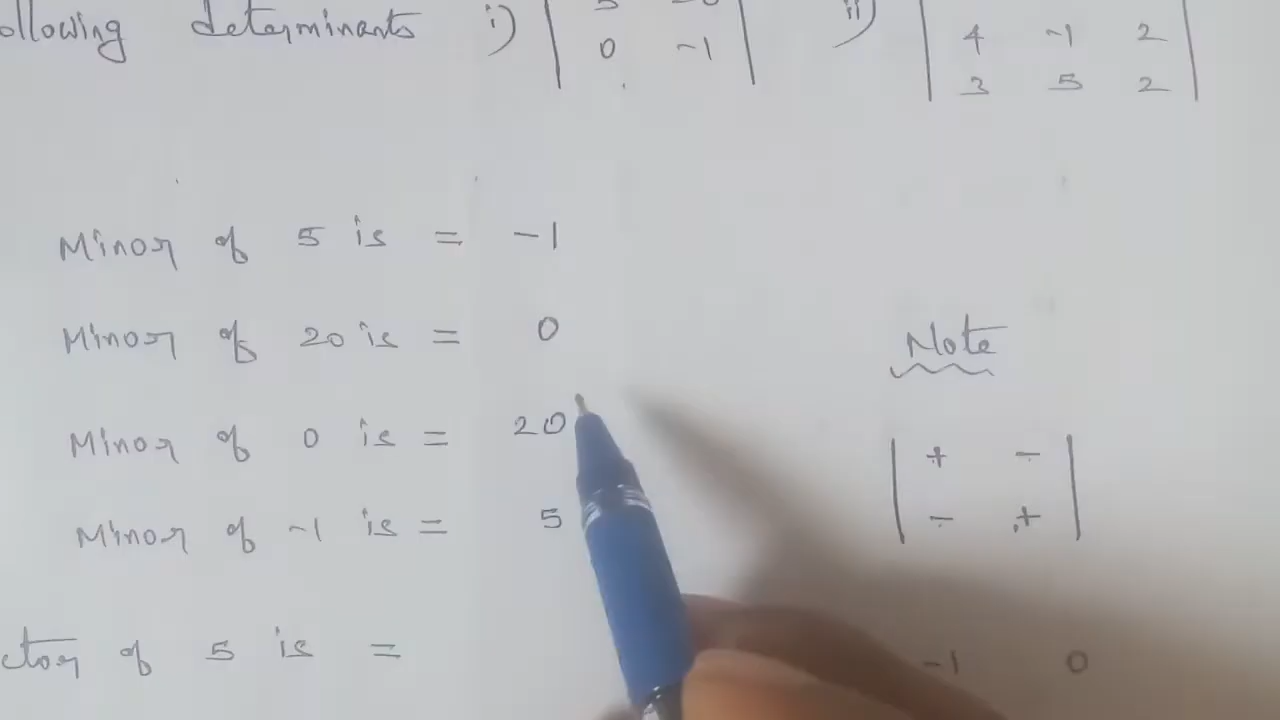 ollowing determinants i) 0 -1 ii) 4 -1 2
3 5 2
Minor of 5 is = -1
Minor of 20 is = 0
Note
Minor of 0 is = 20
+ -
Minor of -1 is = 5
- +
ctor of 5 is =
-1 0